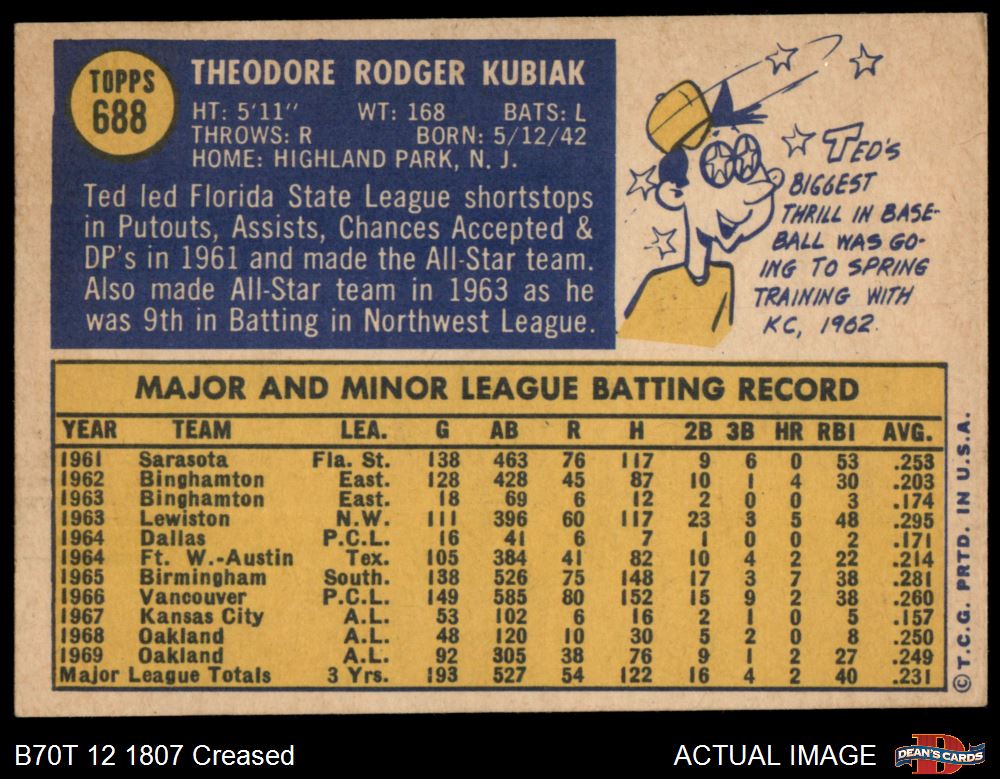 TOPPS
688
THEODORE RODGER KUBIAK
HT: 5'11" WT: 168 BATS: L
THROWS: R BORN: 5/12/42
HOME: HIGHLAND PARK, N. J.
Ted led Florida State League shortstops
in Putouts, Assists, Chances Accepted &
DP's in 1961 and made the All-Star team.
Also made All-Star team in 1963 as he
was 9th in Batting in Northwest League.
TED'S
BIGGEST
THRILL IN BASE-
BALL WAS GO-
ING TO SPRING
TRAINING WITH
KC, 1962.
MAJOR AND MINOR LEAGUE BATTING RECORD
YEAR TEAM LEA. G AB R H 2B 3B HR RBI AVG.
1961 Sarasota Fla. St. 138 463 76 117 9 6 0 53 .253
1962 Binghamton East. 128 428 45 87 10 1 4 30 .203
1963 Binghamton East. 18 69 6 12 2 0 0 3 .174
1963 Lewiston N.W. 111 396 60 117 23 3 5 48 .295
1964 Dallas P.C.L. 16 41 6 7 1 0 0 2 .171
1964 Ft. W.-Austin Tex. 105 384 41 82 10 4 2 22 .214
1965 Birmingham South. 138 526 75 148 17 3 7 38 .281
1966 Vancouver P.C.L. 149 585 80 152 15 9 2 38 .260
1967 Kansas City A.L. 53 102 6 16 2 1 0 5 .157
1968 Oakland A.L. 48 120 10 30 5 2 0 8 .250
1969 Oakland A.L. 92 305 38 76 9 1 2 27 .249
Major League Totals 3 Yrs. 193 527 54 122 16 4 2 40 .231
© T.C.G. PRTD. IN U.S.A.
B70T 12 1807 Creased
ACTUAL IMAGE
DEAN'S CARDS